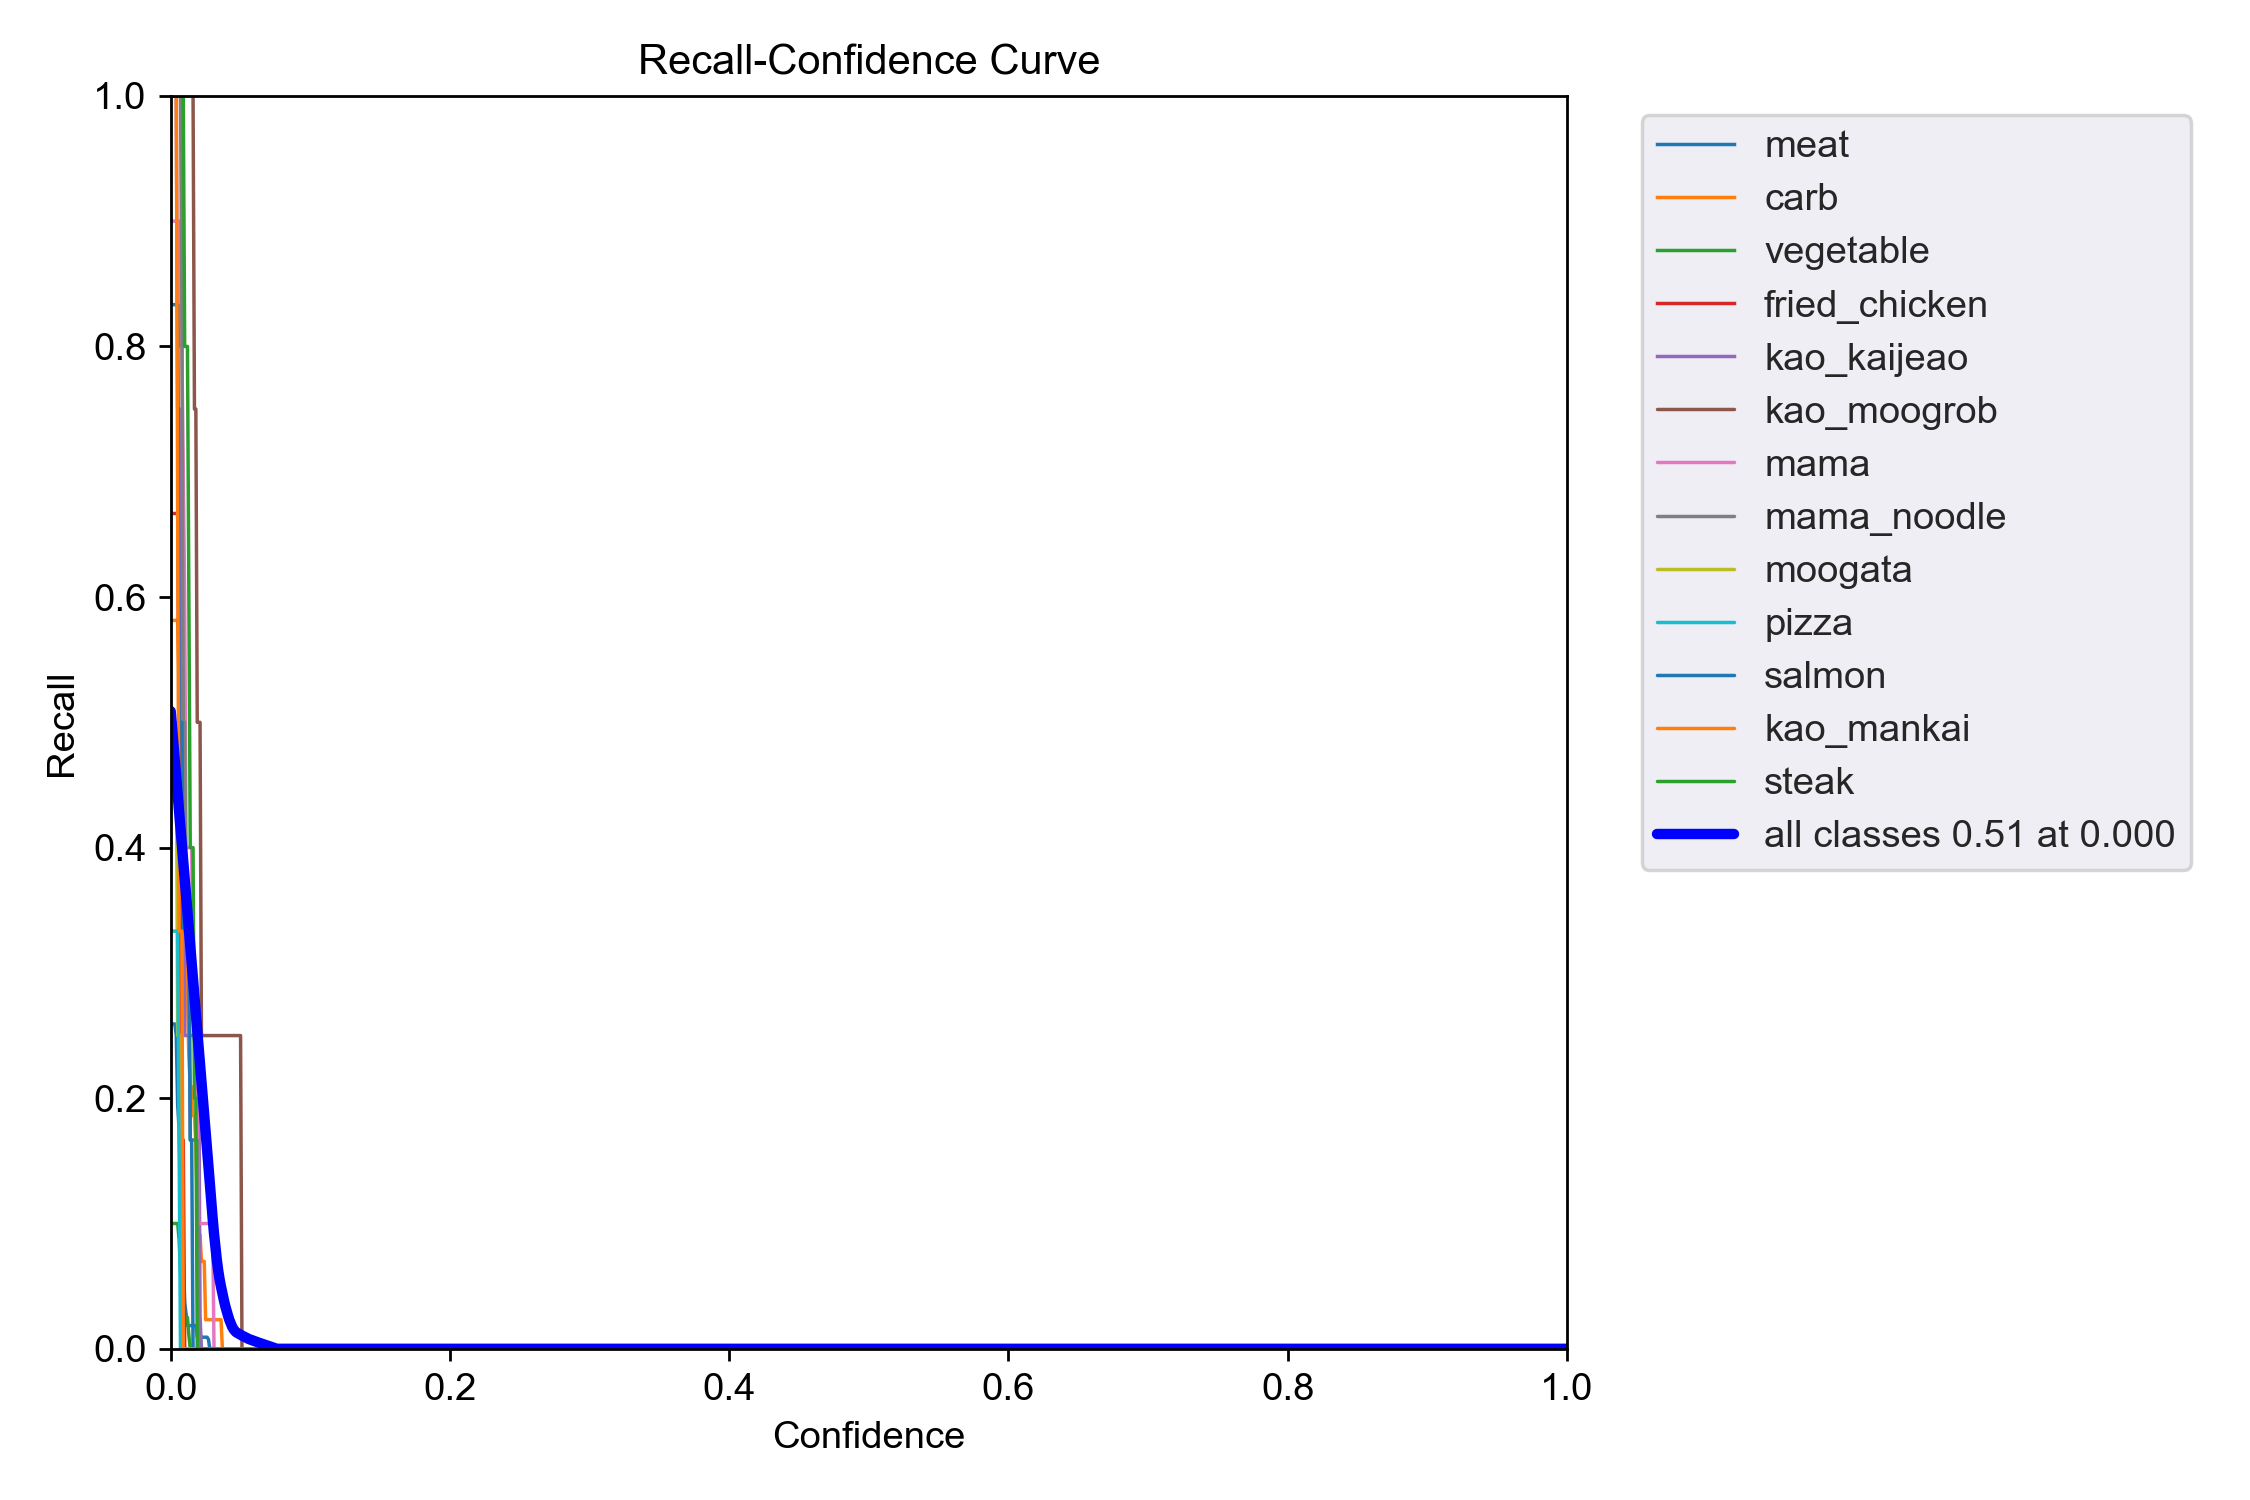 Recall-Confidence Curve
1.0
0.8
0.6
0.4
0.2
0.0
Recall
0.0 0.2 0.4 0.6 0.8 1.0
Confidence
meat
carb
vegetable
fried_chicken
kao_kaijeao
kao_moogrob
mama
mama_noodle
moogata
pizza
salmon
kao_mankai
steak
all classes 0.51 at 0.000